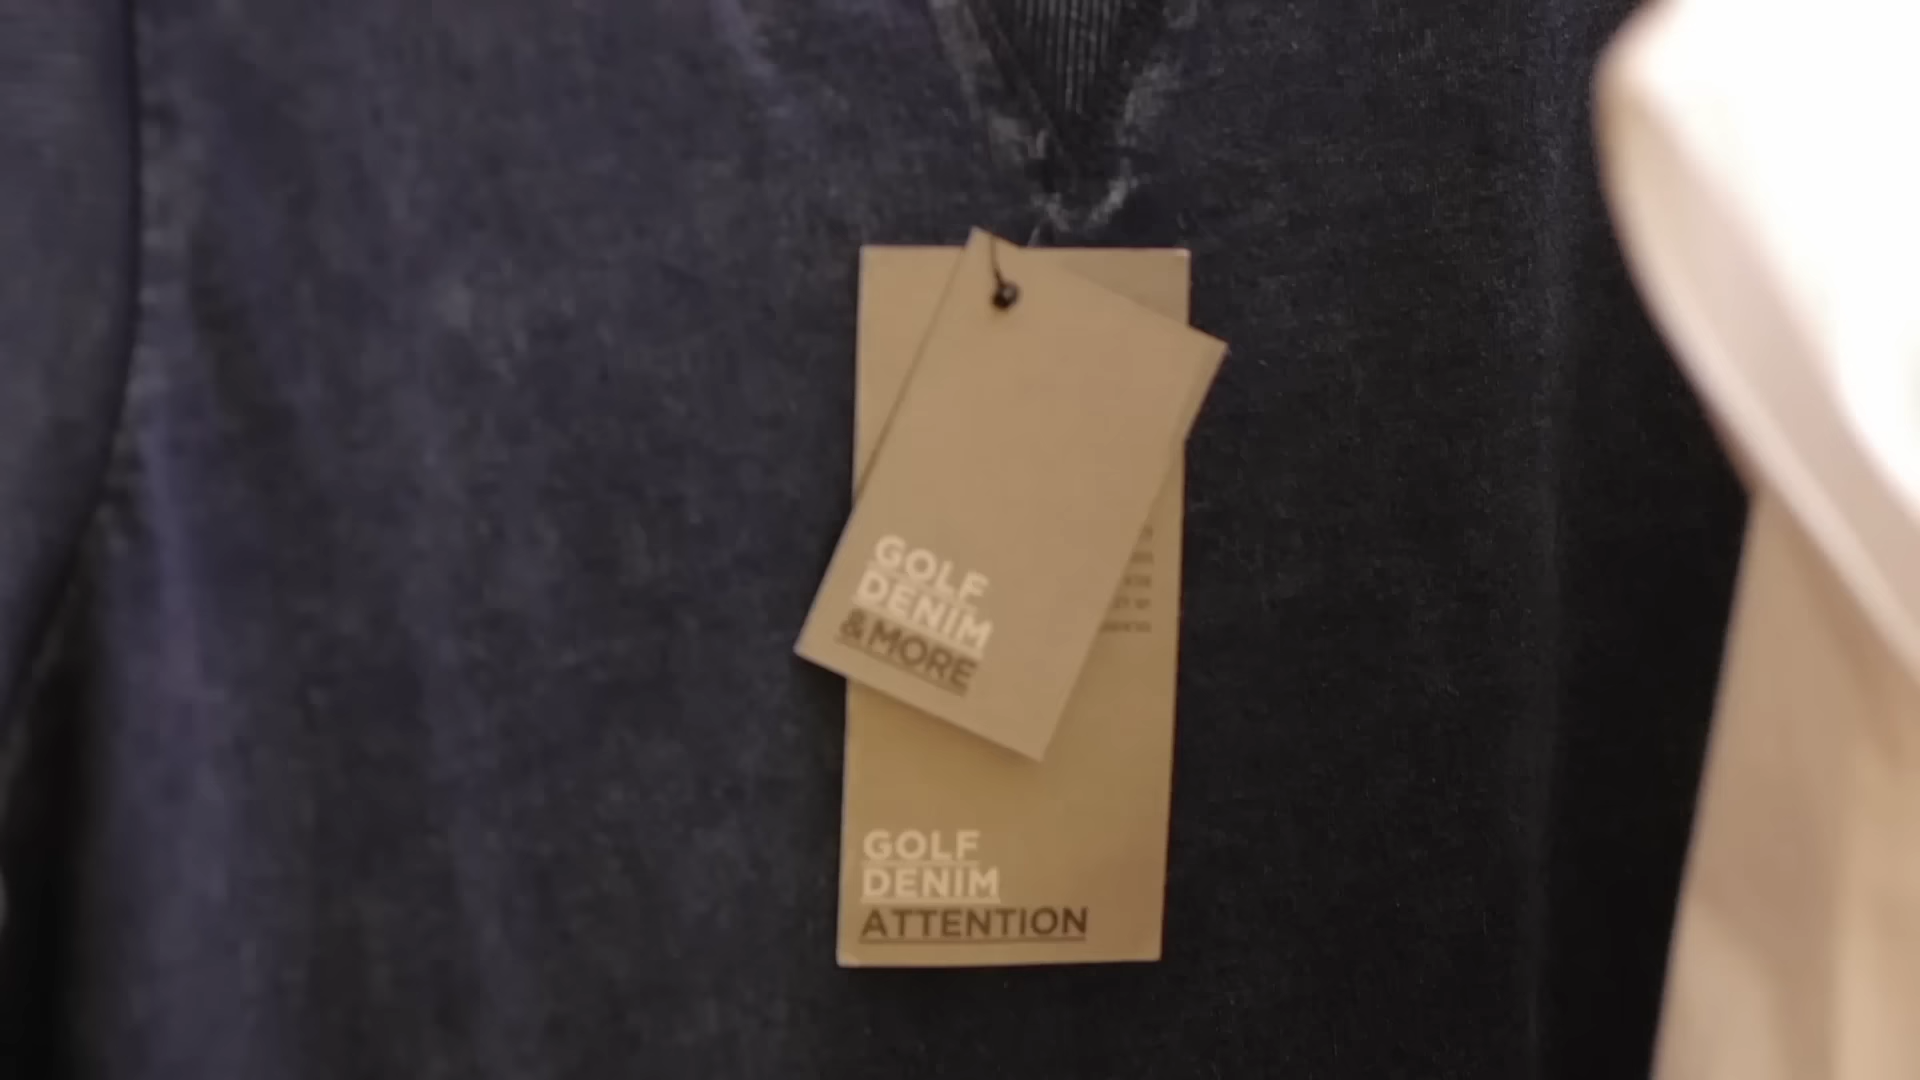 GOLF
DENIM
&MORE
GOLF
DENIM
ATTENTION